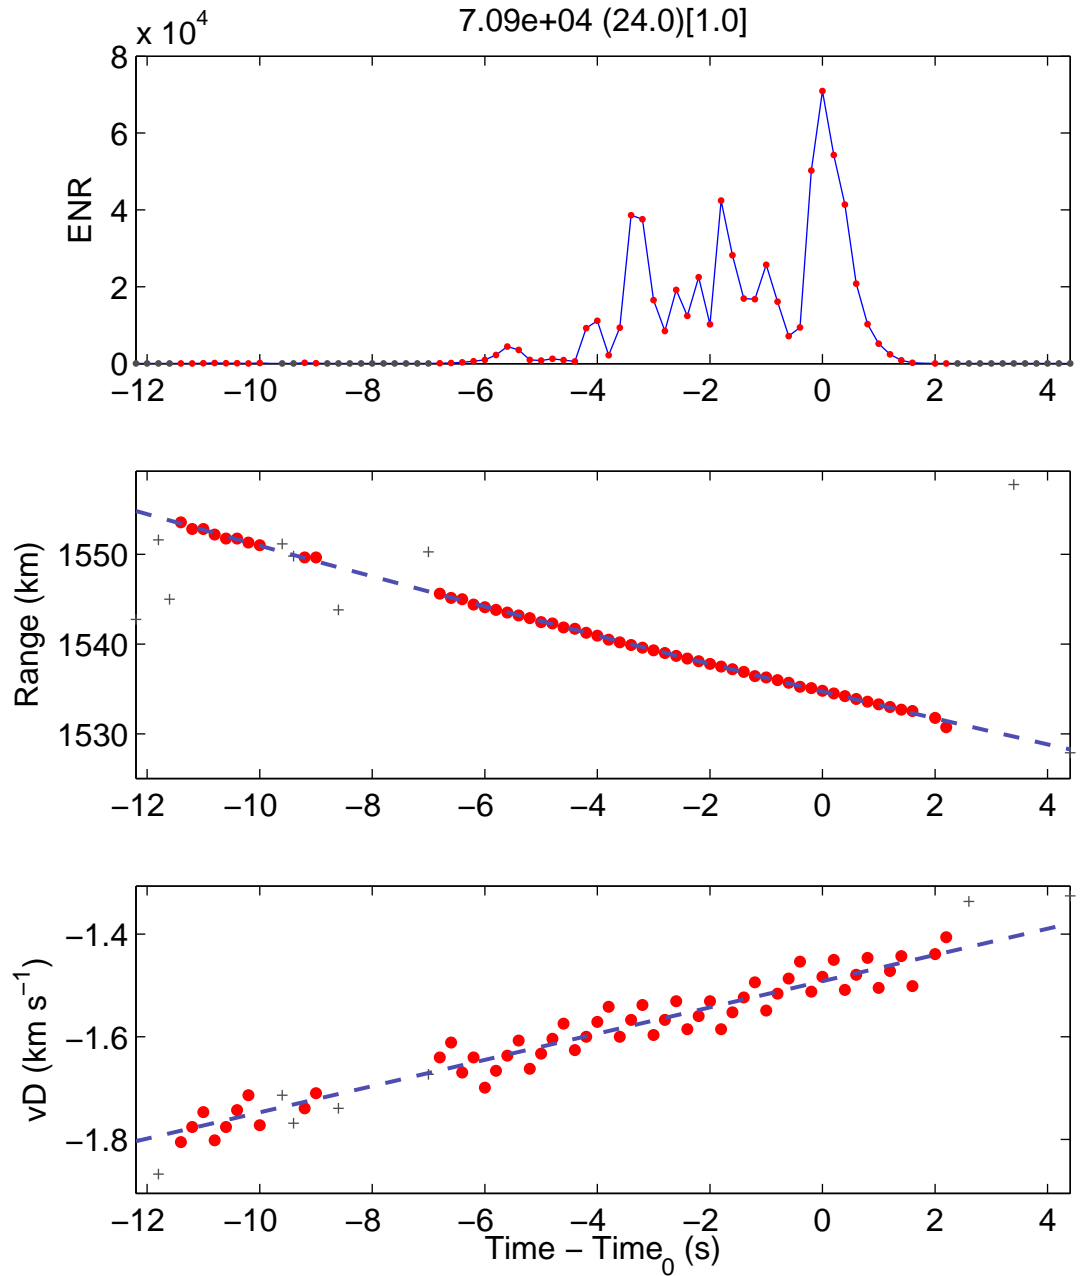 7.09e+04 (24.0)[1.0]
x 10^4
8
6
4
2
0
ENR
−12 −10 −8 −6 −4 −2 0 2 4
1550
1540
1530
Range (km)
−12 −10 −8 −6 −4 −2 0 2 4
−1.4
−1.6
−1.8
vD (km s^−1)
−12 −10 −8 −6 −4 −2 0 2 4
Time − Time_0 (s)